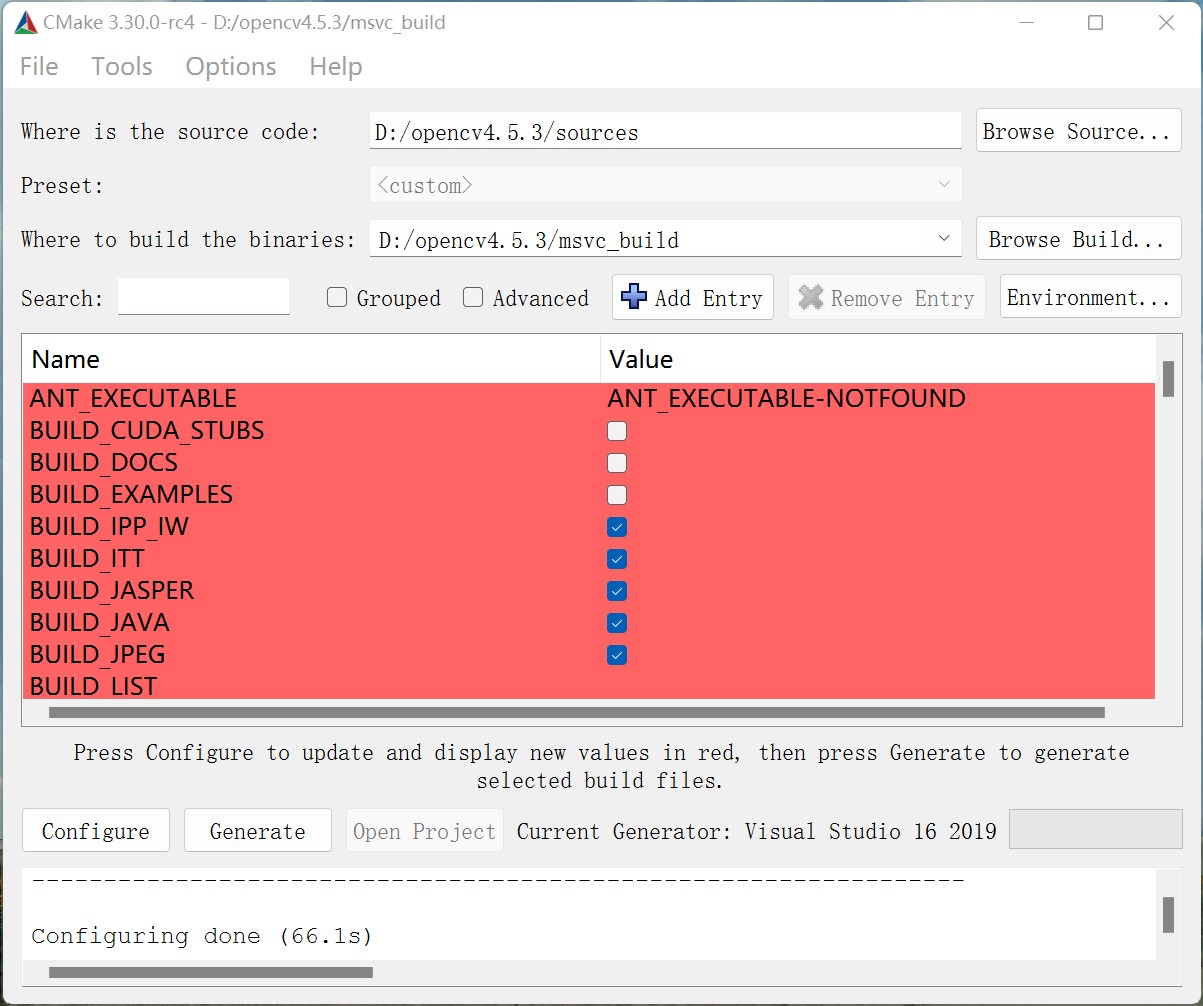 CMake 3.30.0-rc4 - D:/opencv4.5.3/msvc_build
File Tools Options Help
Where is the source code: D:/opencv4.5.3/sources Browse Source...
Preset: <custom>
Where to build the binaries: D:/opencv4.5.3/msvc_build Browse Build...
Search: Grouped Advanced Add Entry Remove Entry Environment...
Name Value
ANT_EXECUTABLE ANT_EXECUTABLE-NOTFOUND
BUILD_CUDA_STUBS
BUILD_DOCS
BUILD_EXAMPLES
BUILD_IPP_IW
BUILD_ITT
BUILD_JASPER
BUILD_JAVA
BUILD_JPEG
BUILD_LIST
Press Configure to update and display new values in red, then press Generate to generate
selected build files.
Configure Generate Open Project Current Generator: Visual Studio 16 2019
-----------------------------------------------------------------
Configuring done (66.1s)